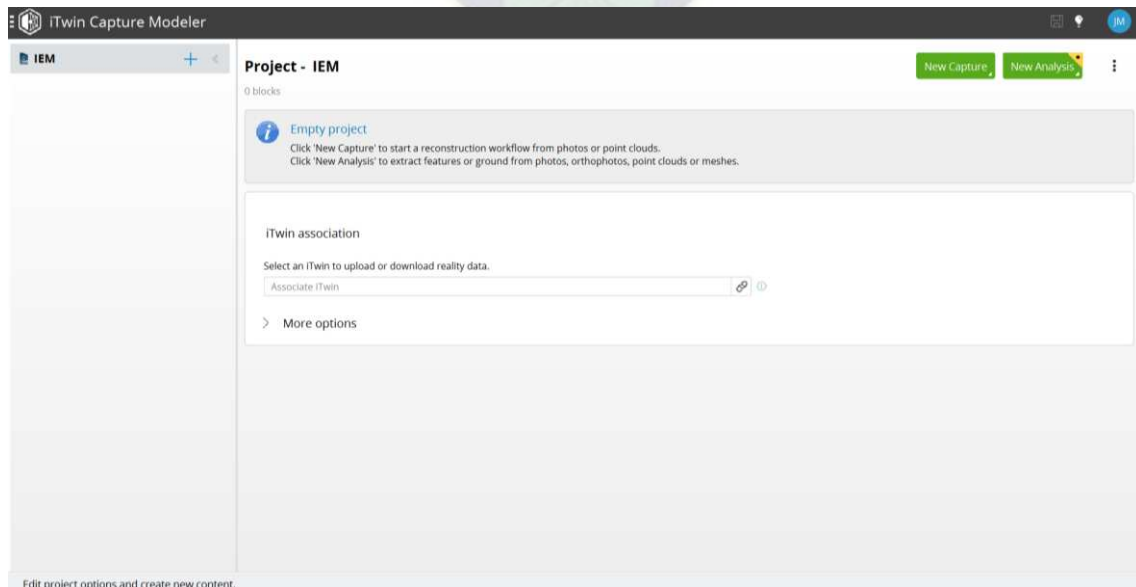 iTwin Capture Modeler
JM
IEM
Project - IEM
New Capture
New Analysis
0 blocks
Empty project
Click 'New Capture' to start a reconstruction workflow from photos or point clouds.
Click 'New Analysis' to extract features or ground from photos, orthophotos, point clouds or meshes.
iTwin association
Select an iTwin to upload or download reality data.
Associate iTwin
More options
Edit project options and create new content.